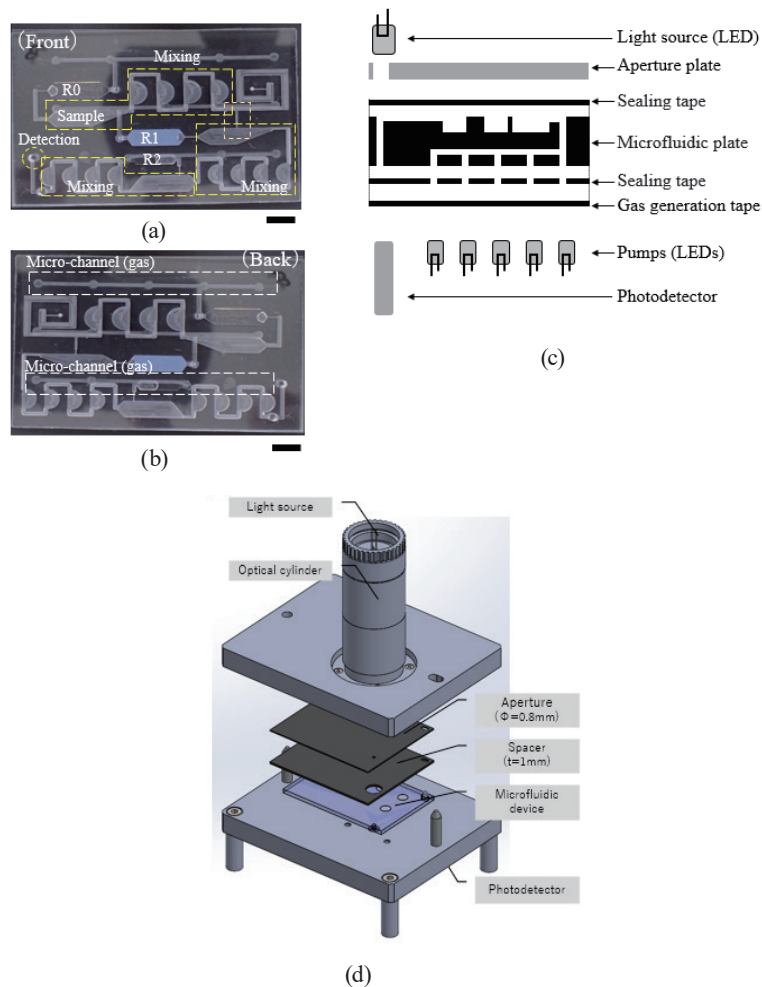 (Front)
Mixing
R0
Sample
Detection
R1
R2
Mixing
Mixing
(a)
Micro-channel (gas)
(Back)
Micro-channel (gas)
(b)
Light source (LED)
Aperture plate
Sealing tape
Microfluidic plate
Sealing tape
Gas generation tape
Pumps (LEDs)
Photodetector
(c)
Light source
Optical cylinder
Aperture
(Φ=0.8mm)
Spacer
(t=1mm)
Microfluidic
device
Photodetector
(d)